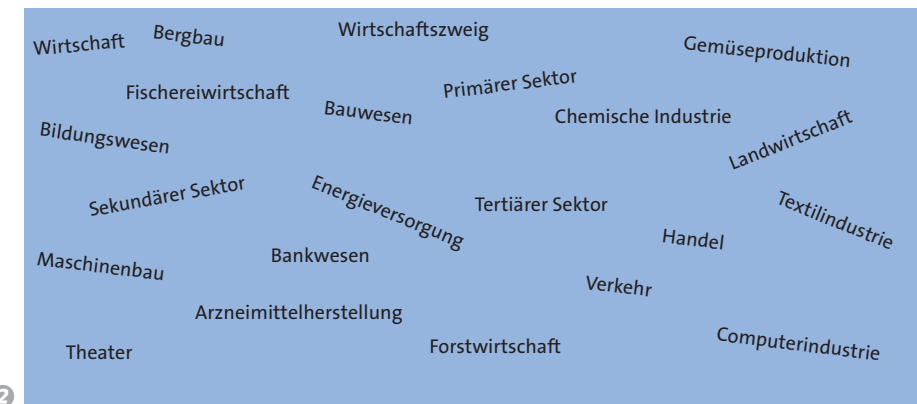 Wirtschaft
Bergbau
Wirtschaftszweig
Gemüseproduktion
Fischereiwirtschaft
Primärer Sektor
Bauwesen
Chemische Industrie
Bildungswesen
Landwirtschaft
Sekundärer Sektor
Energieversorgung
Tertiärer Sektor
Textilindustrie
Handel
Maschinenbau
Bankwesen
Verkehr
Arzneimittelherstellung
Theater
Forstwirtschaft
Computerindustrie
2